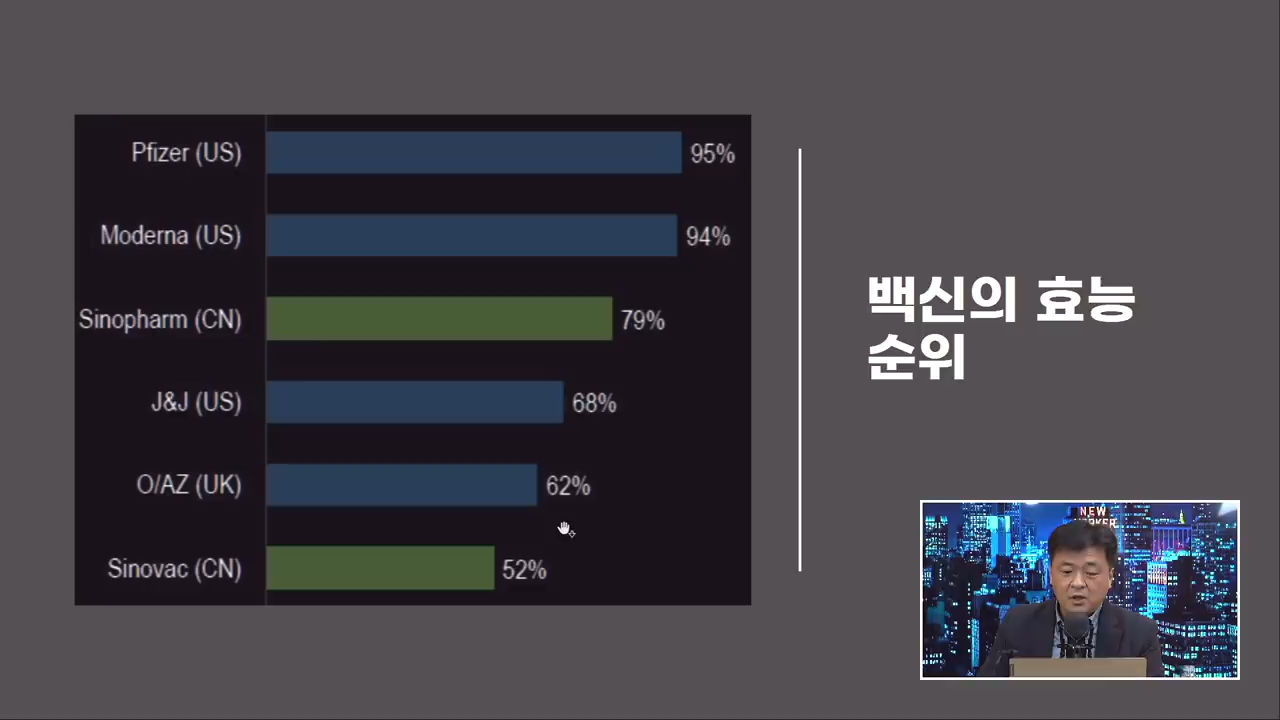 Pfizer (US) 95%
Moderna (US) 94%
Sinopharm (CN) 79%
J&J (US) 68%
O/AZ (UK) 62%
Sinovac (CN) 52%
백신의 효능
순위
NEW